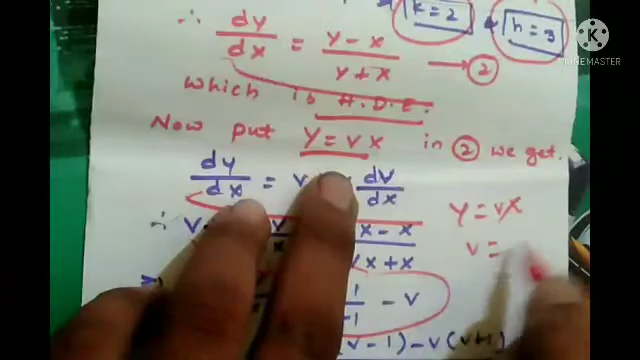 k = 2 & h = 3
KINEMASTER
∴ dy/dx = Y - X / Y + X → ②
which is H.D.E.
Now put Y = VX in ② we get.
dy/dx = V dV/dX
Y = VX
∴ V X - X / VX + X
V =
1 / -1 - V
(V - 1) - V(V+1)